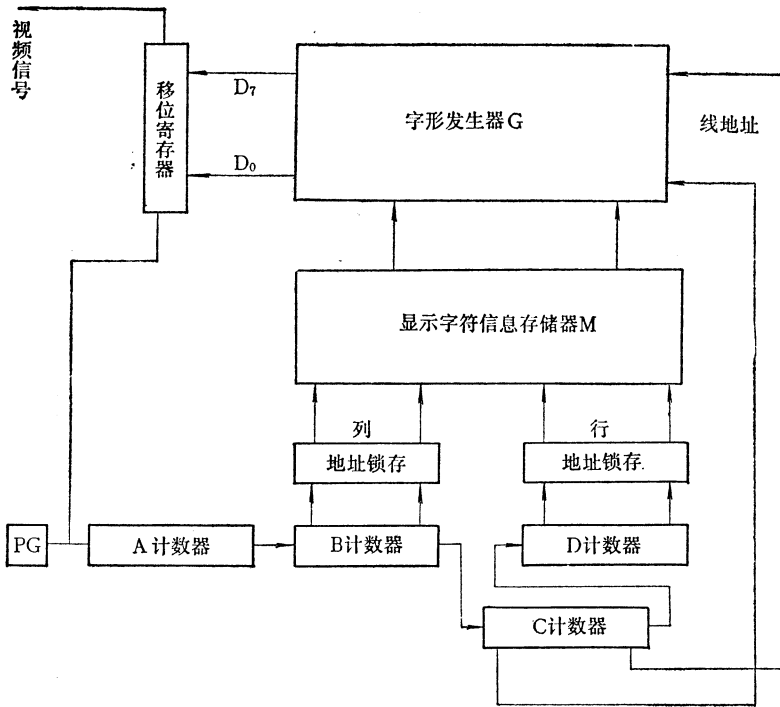 视频信号
移位寄存器
D₇
D₀
字形发生器G
线地址
显示字符信息存储器M
列
行
地址锁存
地址锁存
PG
A计数器
B计数器
D计数器
C计数器